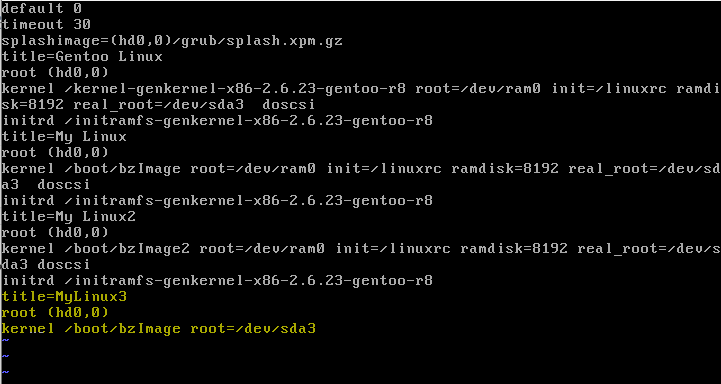 default 0
timeout 30
splashimage=(hd0,0)/grub/splash.xpm.gz
title=Gentoo Linux
root (hd0,0)
kernel /kernel-genkernel-x86-2.6.23-gentoo-r8 root=/dev/ram0 init=/linuxrc ramdi
sk=8192 real_root=/dev/sda3  doscsi
initrd /initramfs-genkernel-x86-2.6.23-gentoo-r8
title=My Linux
root (hd0,0)
kernel /boot/bzImage root=/dev/ram0 init=/linuxrc ramdisk=8192 real_root=/dev/sd
a3  doscsi
initrd /initramfs-genkernel-x86-2.6.23-gentoo-r8
title=My Linux2
root (hd0,0)
kernel /boot/bzImage2 root=/dev/ram0 init=/linuxrc ramdisk=8192 real_root=/dev/s
da3 doscsi
initrd /initramfs-genkernel-x86-2.6.23-gentoo-r8
title=MyLinux3
root (hd0,0)
kernel /boot/bzImage root=/dev/sda3
~
~
~